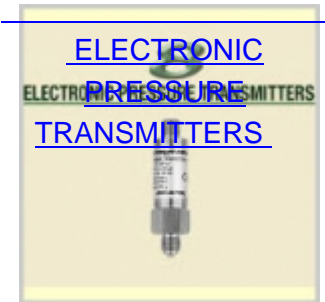 ELECTRONIC
PRESSURE
TRANSMITTERS
ELECTRONIC PRESSURE TRANSMITTERS